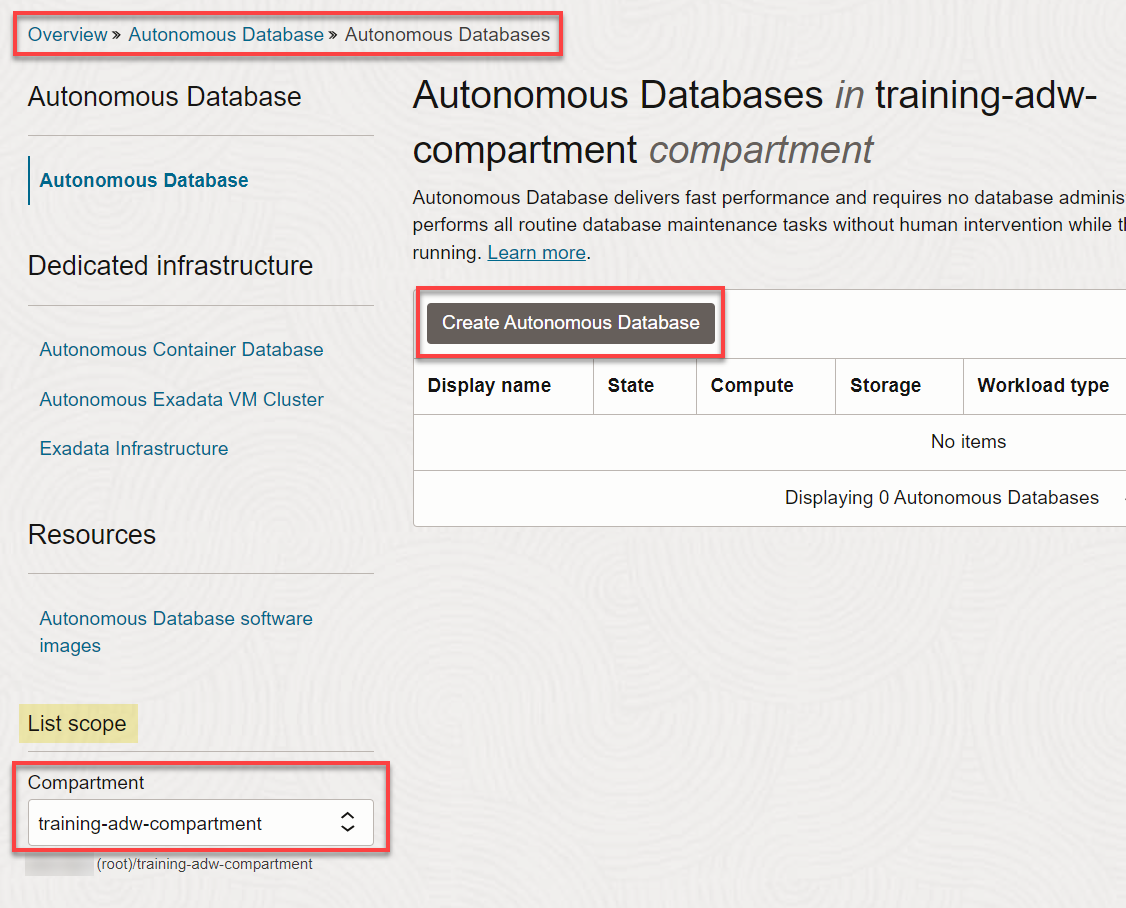 Overview » Autonomous Database » Autonomous Databases
Autonomous Database
Autonomous Database
Dedicated infrastructure
Autonomous Container Database
Autonomous Exadata VM Cluster
Exadata Infrastructure
Resources
Autonomous Database software
images
List scope
Compartment
training-adw-compartment
(root)/training-adw-compartment
Autonomous Databases in training-adw-
compartment compartment
Autonomous Database delivers fast performance and requires no database adminis
performs all routine database maintenance tasks without human intervention while
running. Learn more.
Create Autonomous Database
Display name State Compute Storage Workload type
No items
Displaying 0 Autonomous Databases